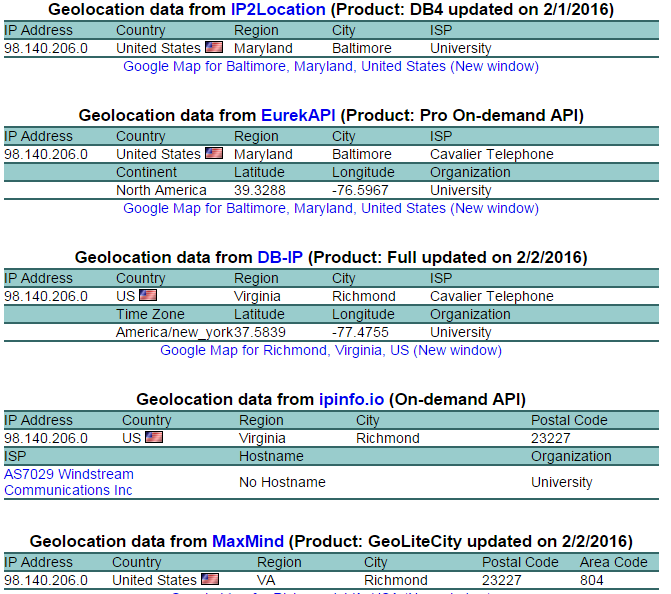 Geolocation data from IP2Location (Product: DB4 updated on 2/1/2016)
IP Address Country Region City ISP
98.140.206.0 United States Maryland Baltimore University
Google Map for Baltimore, Maryland, United States (New window)
Geolocation data from EurekAPI (Product: Pro On-demand API)
IP Address Country Region City ISP
98.140.206.0 United States Maryland Baltimore Cavalier Telephone
Continent Latitude Longitude Organization
North America 39.3288 -76.5967 University
Google Map for Baltimore, Maryland, United States (New window)
Geolocation data from DB-IP (Product: Full updated on 2/2/2016)
IP Address Country Region City ISP
98.140.206.0 US Virginia Richmond Cavalier Telephone
Time Zone Latitude Longitude Organization
America/new_york37.5839 -77.4755 University
Google Map for Richmond, Virginia, US (New window)
Geolocation data from ipinfo.io (On-demand API)
IP Address Country Region City Postal Code
98.140.206.0 US Virginia Richmond 23227
ISP Hostname Organization
AS7029 Windstream
Communications Inc No Hostname University
Geolocation data from MaxMind (Product: GeoLiteCity updated on 2/2/2016)
IP Address Country Region City Postal Code Area Code
98.140.206.0 United States VA Richmond 23227 804